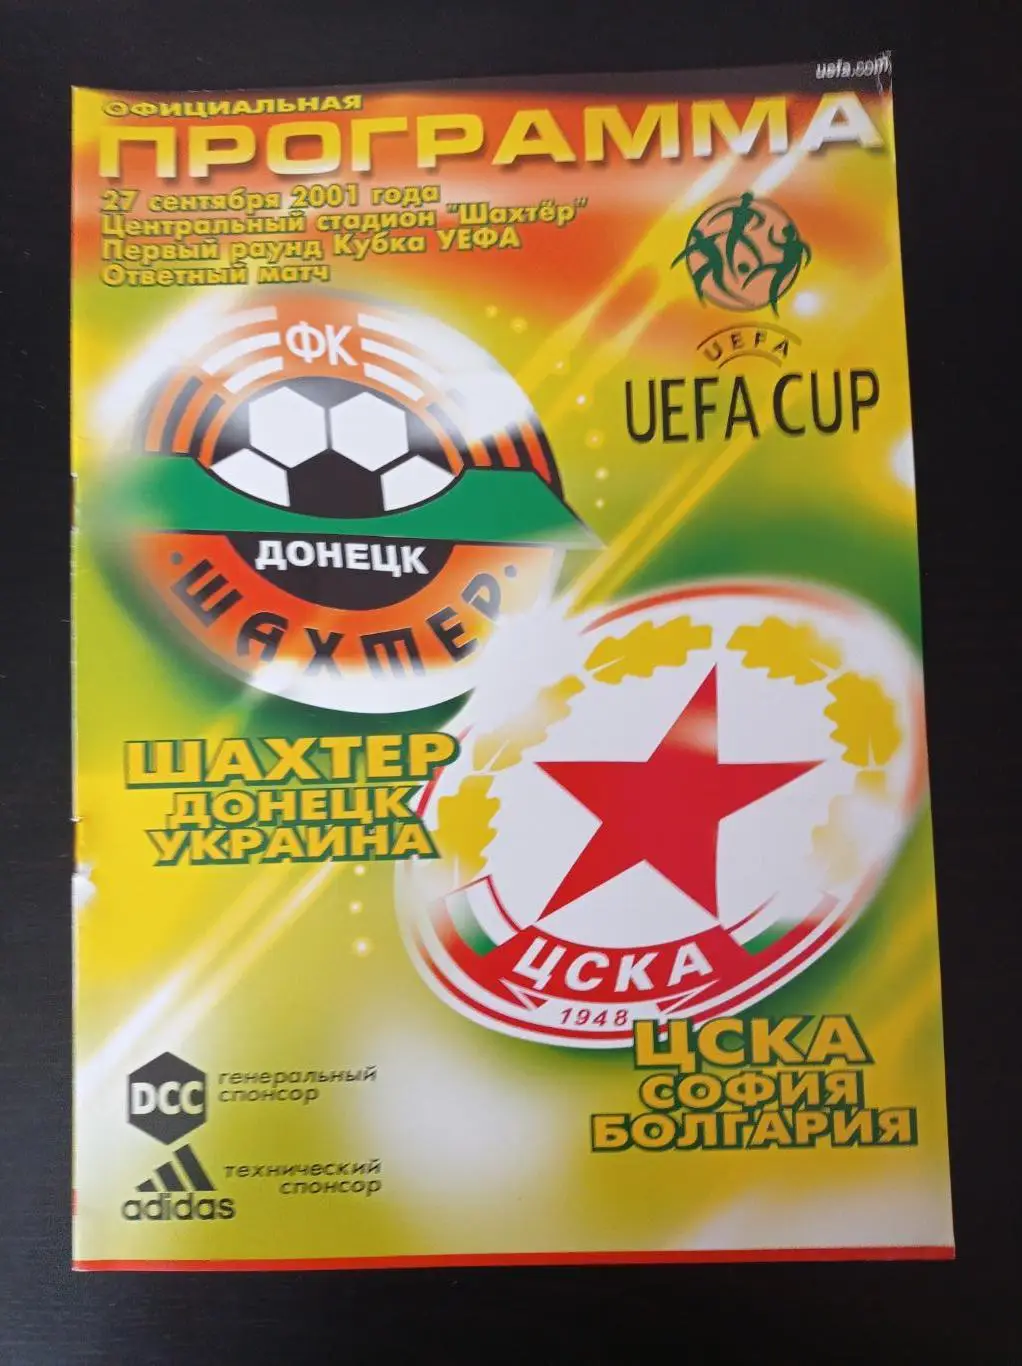 uefa.com
ОФИЦИАЛЬНАЯ
ПРОГРАММА
27 сентября 2001 года
Центральный стадион "Шахтёр"
Первый раунд Кубка УЕФА
Ответный матч
UEFA
UEFA CUP
ФК
ДОНЕЦК
·ШАХТЕР·
ШАХТЕР
ДОНЕЦК
УКРАИНА
ЦСКА
1948
ЦСКА
СОФИЯ
БОЛГАРИЯ
DCC
генеральный
спонсор
adidas
технический
спонсор